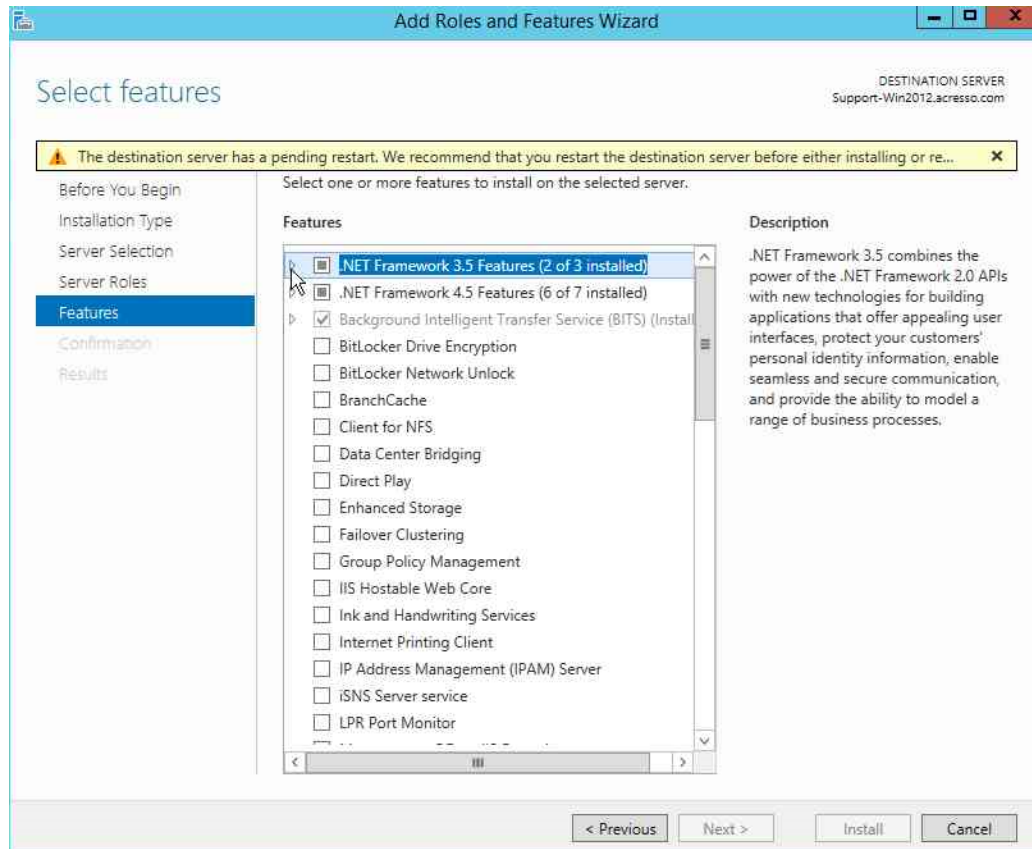 Add Roles and Features Wizard
Select features
DESTINATION SERVER
Support-Win2012.acresso.com
The destination server has a pending restart. We recommend that you restart the destination server before either installing or re...
Before You Begin
Installation Type
Server Selection
Server Roles
Features
Confirmation
Results
Select one or more features to install on the selected server.
Features
.NET Framework 3.5 Features (2 of 3 installed)
.NET Framework 4.5 Features (6 of 7 installed)
Background Intelligent Transfer Service (BITS) (Install
BitLocker Drive Encryption
BitLocker Network Unlock
BranchCache
Client for NFS
Data Center Bridging
Direct Play
Enhanced Storage
Failover Clustering
Group Policy Management
IIS Hostable Web Core
Ink and Handwriting Services
Internet Printing Client
IP Address Management (IPAM) Server
iSNS Server service
LPR Port Monitor
Description
.NET Framework 3.5 combines the
power of the .NET Framework 2.0 APIs
with new technologies for building
applications that offer appealing user
interfaces, protect your customers'
personal identity information, enable
seamless and secure communication,
and provide the ability to model a
range of business processes.
< Previous
Next >
Install
Cancel